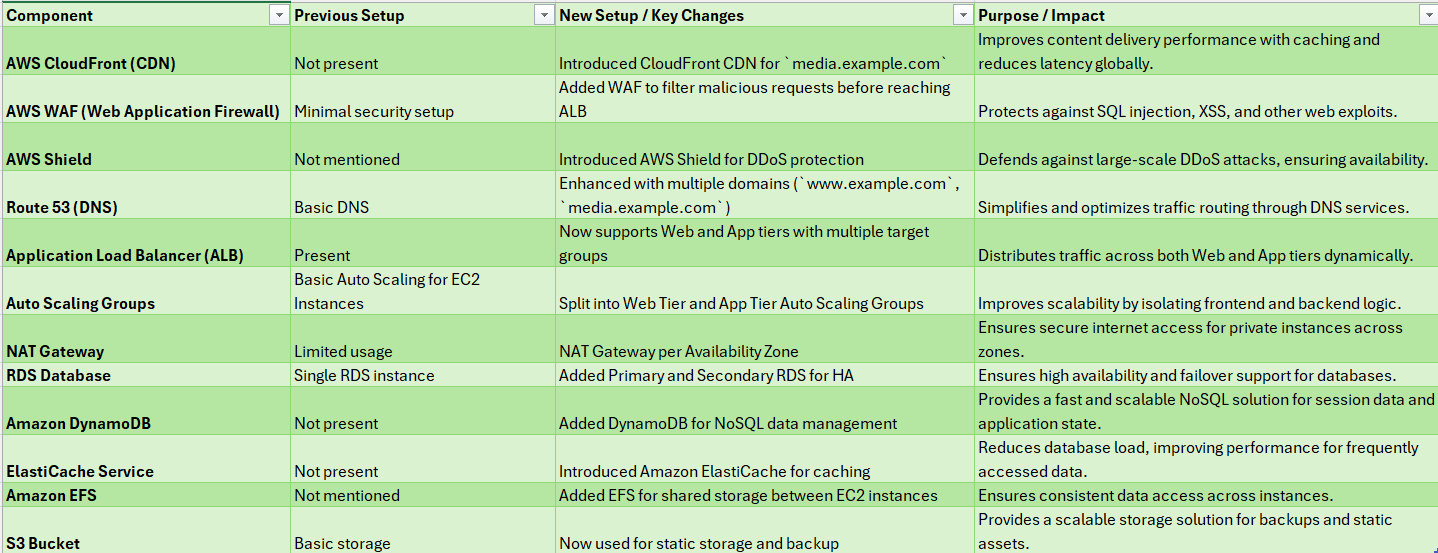 Component Previous Setup New Setup / Key Changes Purpose / Impact
Improves content delivery performance with caching and
AWS CloudFront (CDN) Not present Introduced CloudFront CDN for `media.example.com` reduces latency globally.
Added WAF to filter malicious requests before reaching
AWS WAF (Web Application Firewall) Minimal security setup ALB Protects against SQL injection, XSS, and other web exploits.
AWS Shield Not mentioned Introduced AWS Shield for DDoS protection Defends against large-scale DDoS attacks, ensuring availability.
Enhanced with multiple domains (`www.example.com`,
Route 53 (DNS) Basic DNS `media.example.com`) Simplifies and optimizes traffic routing through DNS services.
Now supports Web and App tiers with multiple target
Application Load Balancer (ALB) Present groups Distributes traffic across both Web and App tiers dynamically.
Basic Auto Scaling for EC2
Auto Scaling Groups Instances Split into Web Tier and App Tier Auto Scaling Groups Improves scalability by isolating frontend and backend logic.
Ensures secure internet access for private instances across
NAT Gateway Limited usage NAT Gateway per Availability Zone zones.
RDS Database Single RDS instance Added Primary and Secondary RDS for HA Ensures high availability and failover support for databases.
Provides a fast and scalable NoSQL solution for session data and
Amazon DynamoDB Not present Added DynamoDB for NoSQL data management application state.
Reduces database load, improving performance for frequently
ElastiCache Service Not present Introduced Amazon ElastiCache for caching accessed data.
Amazon EFS Not mentioned Added EFS for shared storage between EC2 instances Ensures consistent data access across instances.
Provides a scalable storage solution for backups and static
S3 Bucket Basic storage Now used for static storage and backup assets.